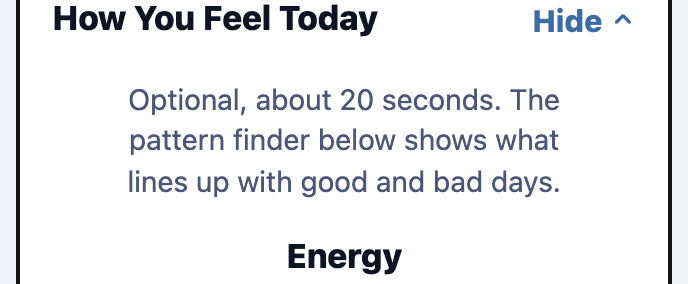 How You Feel Today
Hide
Optional, about 20 seconds. The
pattern finder below shows what
lines up with good and bad days.
Energy